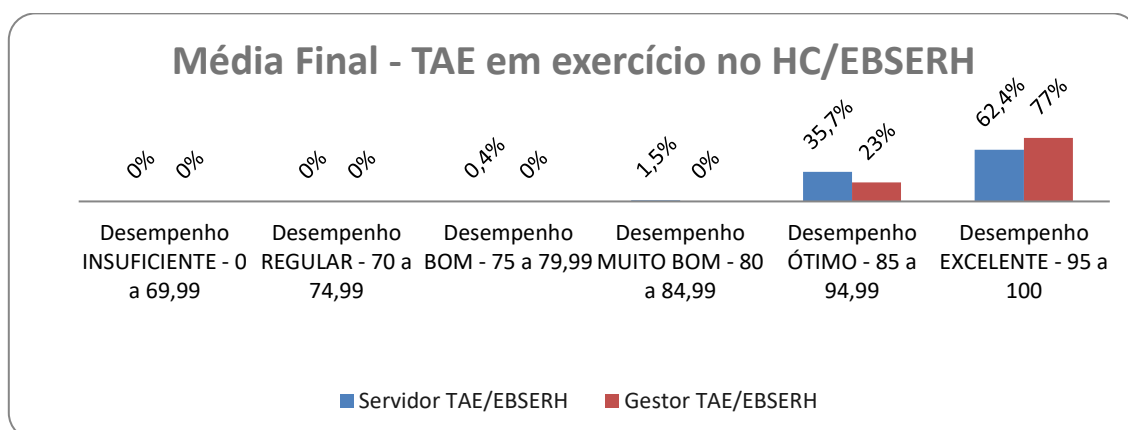 Média Final - TAE em exercício no HC/EBSERH
0% 0% 0% 0% 0,4% 0% 1,5% 0% 35,7% 23% 62,4% 77%
Desempenho INSUFICIENTE - 0 a 69,99
Desempenho REGULAR - 70 a 74,99
Desempenho BOM - 75 a 79,99
Desempenho MUITO BOM - 80 a 84,99
Desempenho ÓTIMO - 85 a 94,99
Desempenho EXCELENTE - 95 a 100
Servidor TAE/EBSERH Gestor TAE/EBSERH